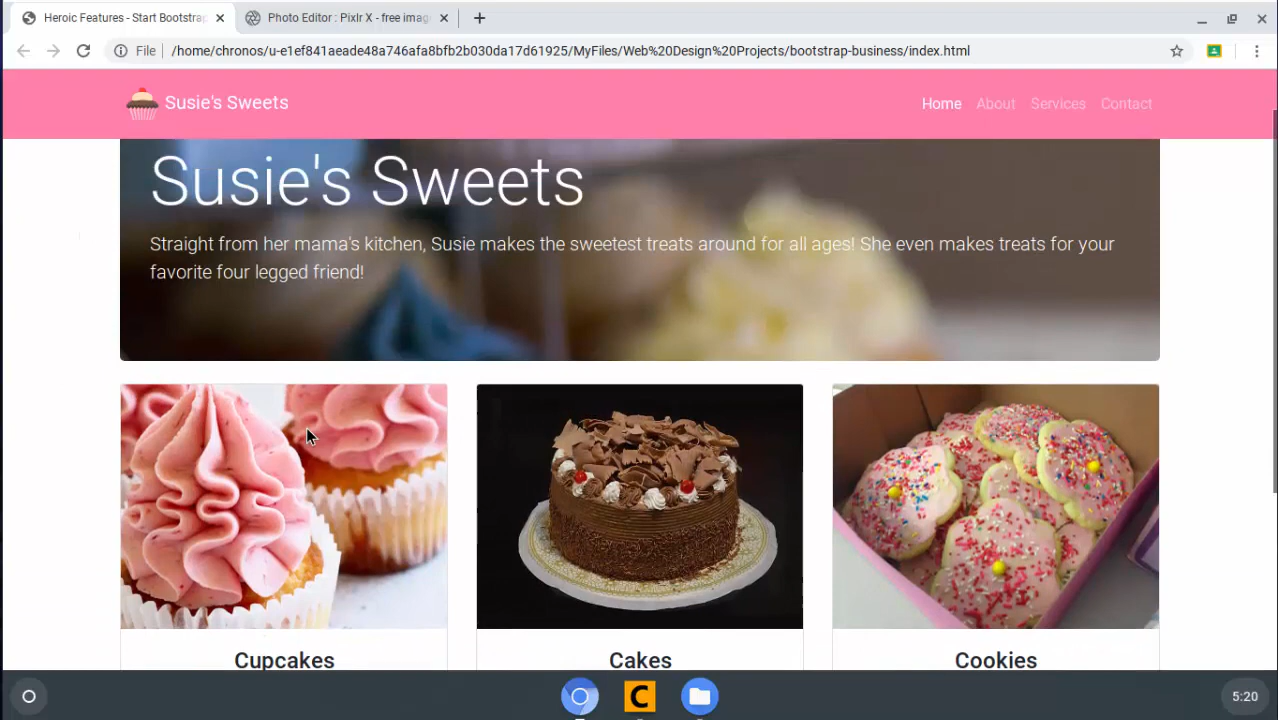 Heroic Features - Start Bootstrap
Photo Editor : Pixlr X - free imag
File
/home/chronos/u-e1ef841aeade48a746afa8bfb2b030da17d61925/MyFiles/Web%20Design%20Projects/bootstrap-business/index.html
Susie's Sweets
Home About Services Contact
Susie's Sweets
Straight from her mama's kitchen, Susie makes the sweetest treats around for all ages! She even makes treats for your
favorite four legged friend!
Cupcakes
Cakes
Cookies
C
5:20